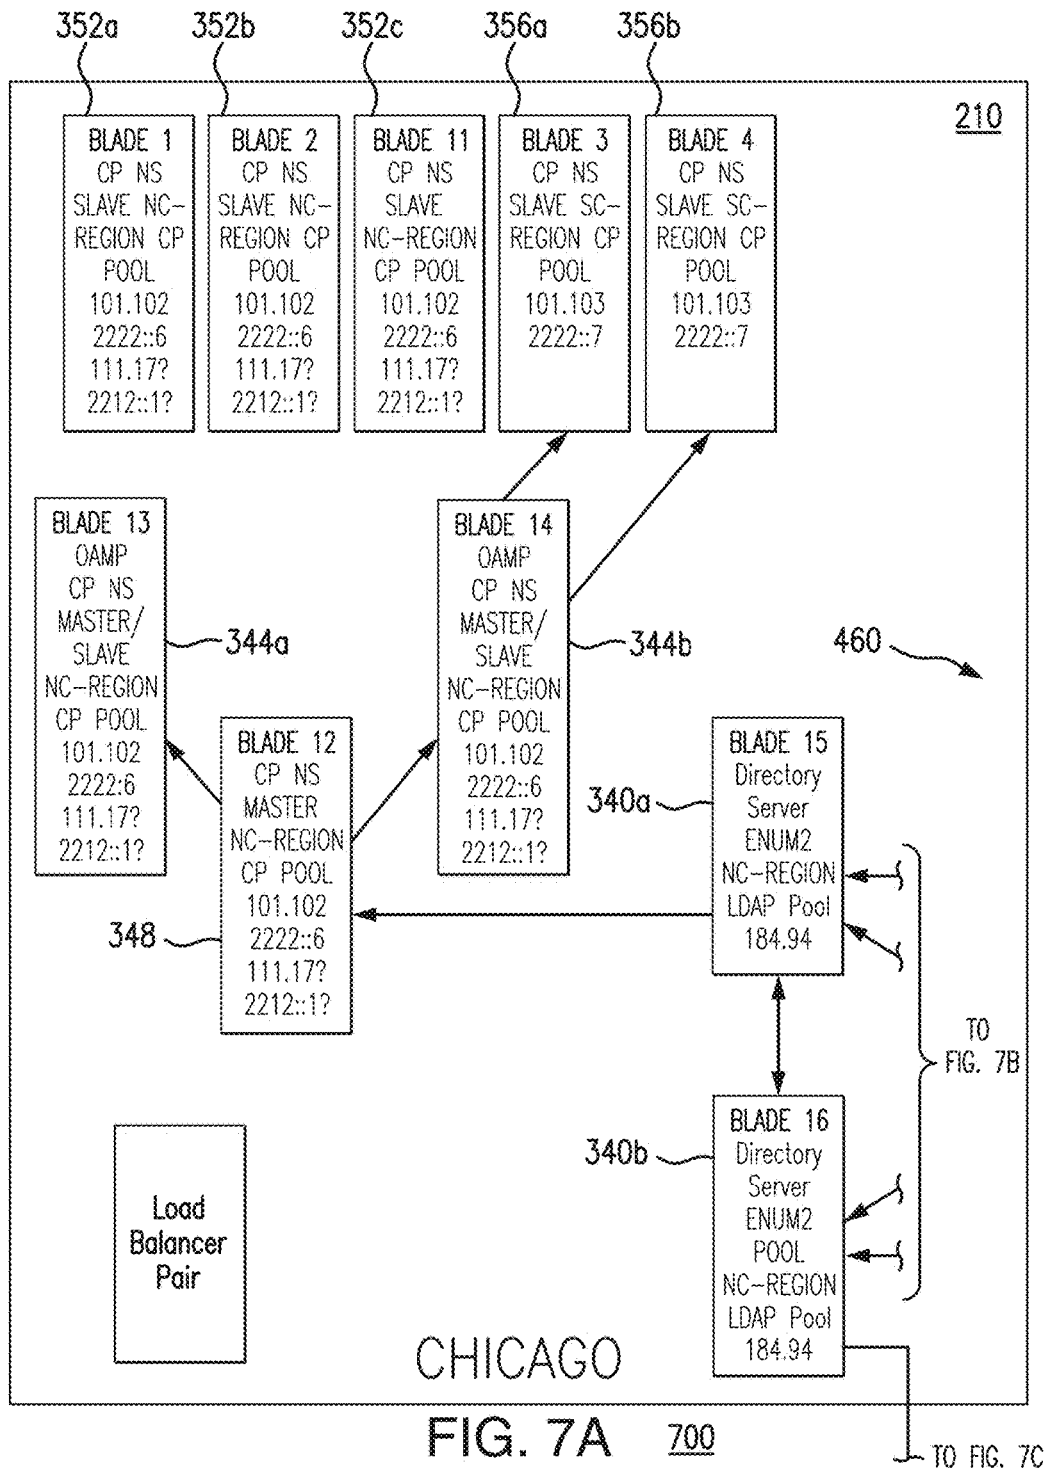 352a 352b 352c 356a 356b
210
BLADE 1
CP NS
SLAVE NC-
REGION CP
POOL
101.102
2222::6
111.17?
2212::1?
BLADE 2
CP NS
SLAVE NC-
REGION CP
POOL
101.102
2222::6
111.17?
2212::1?
BLADE 11
CP NS
SLAVE
NC-REGION
CP POOL
101.102
2222::6
111.17?
2212::1?
BLADE 3
CP NS
SLAVE SC-
REGION CP
POOL
101.103
2222::7
BLADE 4
CP NS
SLAVE SC-
REGION CP
POOL
101.103
2222::7
BLADE 13
OAMP
CP NS
MASTER/
SLAVE
NC-REGION
CP POOL
101.102
2222:6
111.17?
2212::1?
344a
BLADE 14
OAMP
CP NS
MASTER/
SLAVE
NC-REGION
CP POOL
101.102
2222::6
111.17?
2212::1?
344b
460
BLADE 12
CP NS
MASTER
NC-REGION
CP POOL
101.102
2222::6
111.17?
2212::1?
348
340a
BLADE 15
Directory
Server
ENUM2
NC-REGION
LDAP Pool
184.94
TO
FIG. 7B
340b
BLADE 16
Directory
Server
ENUM2
POOL
NC-REGION
LDAP Pool
184.94
Load
Balancer
Pair
CHICAGO
FIG. 7A
700
TO FIG. 7C